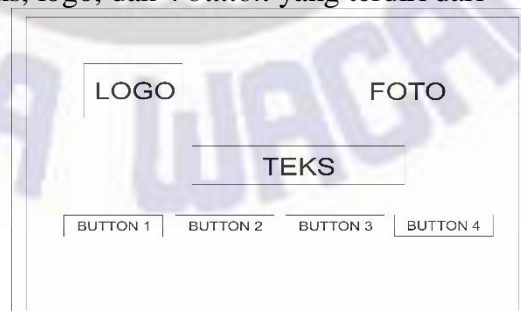 logo, dan 4 button yang terdiri dari
LOGO FOTO
TEKS
BUTTON 1 BUTTON 2 BUTTON 3 BUTTON 4